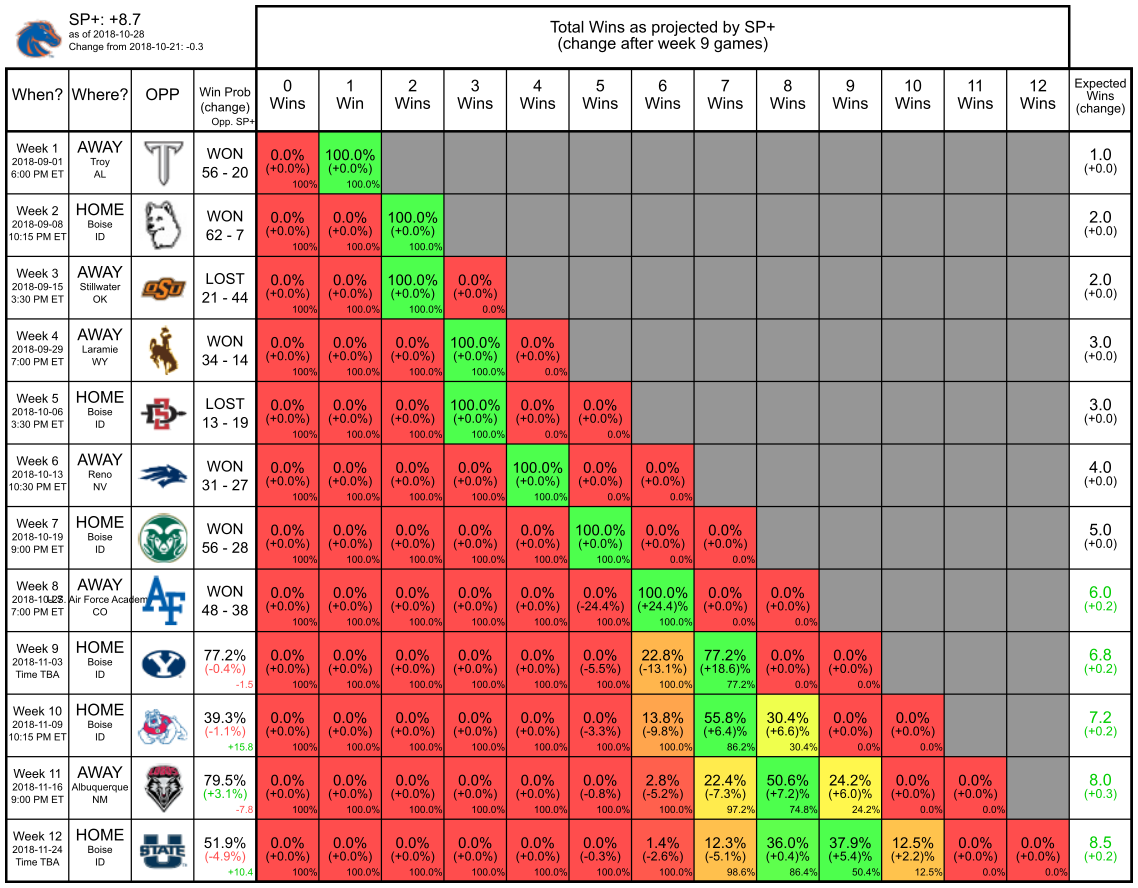 SP+: +8.7
as of 2018-10-28
Change from 2018-10-21: -0.3
Total Wins as projected by SP+
(change after week 9 games)
When? Where? OPP Win Prob (change) Opp. SP+ 0 Wins 1 Win 2 Wins 3 Wins 4 Wins 5 Wins 6 Wins 7 Wins 8 Wins 9 Wins 10 Wins 11 Wins 12 Wins Expected Wins (change)
Week 1 AWAY T WON 0.0% 100.0% 1.0
2018-09-01 Troy 56 - 20 (+0.0%) (+0.0%) (+0.0)
6:00 PM ET AL 100% 100.0%
Week 2 HOME WON 0.0% 0.0% 100.0% 2.0
2018-09-08 Boise 62 - 7 (+0.0%) (+0.0%) (+0.0%) (+0.0)
10:15 PM ET ID 100% 100.0% 100.0%
Week 3 AWAY OSU LOST 0.0% 0.0% 100.0% 0.0% 2.0
2018-09-15 Stillwater 21 - 44 (+0.0%) (+0.0%) (+0.0%) (+0.0%) (+0.0)
3:30 PM ET OK 100% 100.0% 100.0% 0.0%
Week 4 AWAY WON 0.0% 0.0% 0.0% 100.0% 0.0% 3.0
2018-09-29 Laramie 34 - 14 (+0.0%) (+0.0%) (+0.0%) (+0.0%) (+0.0%) (+0.0)
7:00 PM ET WY 100% 100.0% 100.0% 100.0% 0.0%
Week 5 HOME SD LOST 0.0% 0.0% 0.0% 100.0% 0.0% 0.0% 3.0
2018-10-06 Boise 13 - 19 (+0.0%) (+0.0%) (+0.0%) (+0.0%) (+0.0%) (+0.0%) (+0.0)
3:30 PM ET ID 100% 100.0% 100.0% 100.0% 0.0% 0.0%
Week 6 AWAY WON 0.0% 0.0% 0.0% 0.0% 100.0% 0.0% 0.0% 4.0
2018-10-13 Reno 31 - 27 (+0.0%) (+0.0%) (+0.0%) (+0.0%) (+0.0%) (+0.0%) (+0.0%) (+0.0)
10:30 PM ET NV 100% 100.0% 100.0% 100.0% 100.0% 0.0% 0.0%
Week 7 HOME WON 0.0% 0.0% 0.0% 0.0% 0.0% 100.0% 0.0% 0.0% 5.0
2018-10-19 Boise 56 - 28 (+0.0%) (+0.0%) (+0.0%) (+0.0%) (+0.0%) (+0.0%) (+0.0%) (+0.0%) (+0.0)
9:00 PM ET ID 100% 100.0% 100.0% 100.0% 100.0% 100.0% 0.0% 0.0%
Week 8 AWAY AF WON 0.0% 0.0% 0.0% 0.0% 0.0% 0.0% 100.0% 0.0% 0.0% 6.0
2018-10-27 U.S. Air Force Academy 48 - 38 (+0.0%) (+0.0%) (+0.0%) (+0.0%) (+0.0%) (-24.4%) (+24.4)% (+0.0%) (+0.0%) (+0.2)
7:00 PM ET CO 100% 100.0% 100.0% 100.0% 100.0% 100.0% 100.0% 0.0% 0.0%
Week 9 HOME Y 77.2% 0.0% 0.0% 0.0% 0.0% 0.0% 0.0% 22.8% 77.2% 0.0% 0.0% 6.8
2018-11-03 Boise (-0.4%) (+0.0%) (+0.0%) (+0.0%) (+0.0%) (+0.0%) (-5.5%) (-13.1%) (+18.6)% (+0.0%) (+0.0%) (+0.2)
Time TBA ID -1.5 100% 100.0% 100.0% 100.0% 100.0% 100.0% 100.0% 77.2% 0.0% 0.0%
Week 10 HOME 39.3% 0.0% 0.0% 0.0% 0.0% 0.0% 0.0% 13.8% 55.8% 30.4% 0.0% 0.0% 7.2
2018-11-09 Boise (-1.1%) (+0.0%) (+0.0%) (+0.0%) (+0.0%) (+0.0%) (-3.3%) (-9.8%) (+6.4)% (+6.6)% (+0.0%) (+0.0%) (+0.2)
10:15 PM ET ID +15.8 100% 100.0% 100.0% 100.0% 100.0% 100.0% 100.0% 86.2% 30.4% 0.0% 0.0%
Week 11 AWAY 79.5% 0.0% 0.0% 0.0% 0.0% 0.0% 0.0% 2.8% 22.4% 50.6% 24.2% 0.0% 0.0% 8.0
2018-11-16 Albuquerque (+3.1%) (+0.0%) (+0.0%) (+0.0%) (+0.0%) (+0.0%) (-0.8%) (-5.2%) (-7.3%) (+7.2)% (+6.0)% (+0.0%) (+0.0%) (+0.3)
9:00 PM ET NM -7.8 100% 100.0% 100.0% 100.0% 100.0% 100.0% 100.0% 97.2% 74.8% 24.2% 0.0% 0.0%
Week 12 HOME U STATE 51.9% 0.0% 0.0% 0.0% 0.0% 0.0% 0.0% 1.4% 12.3% 36.0% 37.9% 12.5% 0.0% 0.0% 8.5
2018-11-24 Boise (-4.9%) (+0.0%) (+0.0%) (+0.0%) (+0.0%) (+0.0%) (-0.3%) (-2.6%) (-5.1%) (+0.4)% (+5.4)% (+2.2)% (+0.0%) (+0.0%) (+0.2)
Time TBA ID +10.4 100% 100.0% 100.0% 100.0% 100.0% 100.0% 100.0% 98.6% 86.4% 50.4% 12.5% 0.0% 0.0%